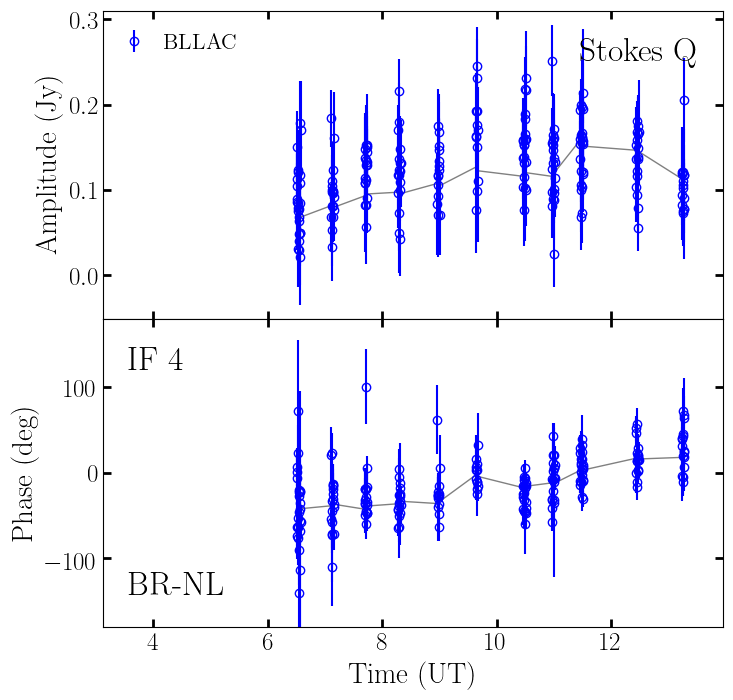 0.3
BLLAC
Stokes Q
0.2
Amplitude (Jy)
0.1
0.0
IF 4
100
0
Phase (deg)
−100
BR-NL
4 6 8 10 12
Time (UT)